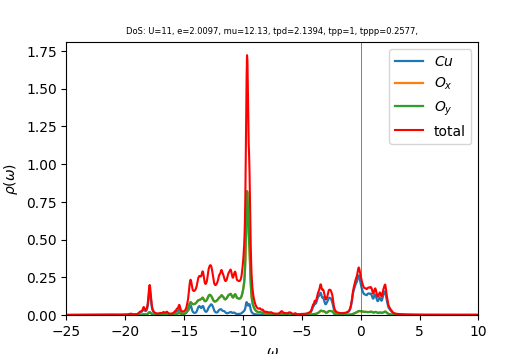 DoS: U=11, e=2.0097, mu=12.13, tpd=2.1394, tpp=1, tppp=0.2577,
1.75
1.50
1.25
1.00
0.75
0.50
0.25
0.00
ρ(ω)
Cu
O_x
O_y
total
−25
−20
−15
−10
−5
0
5
10
ω